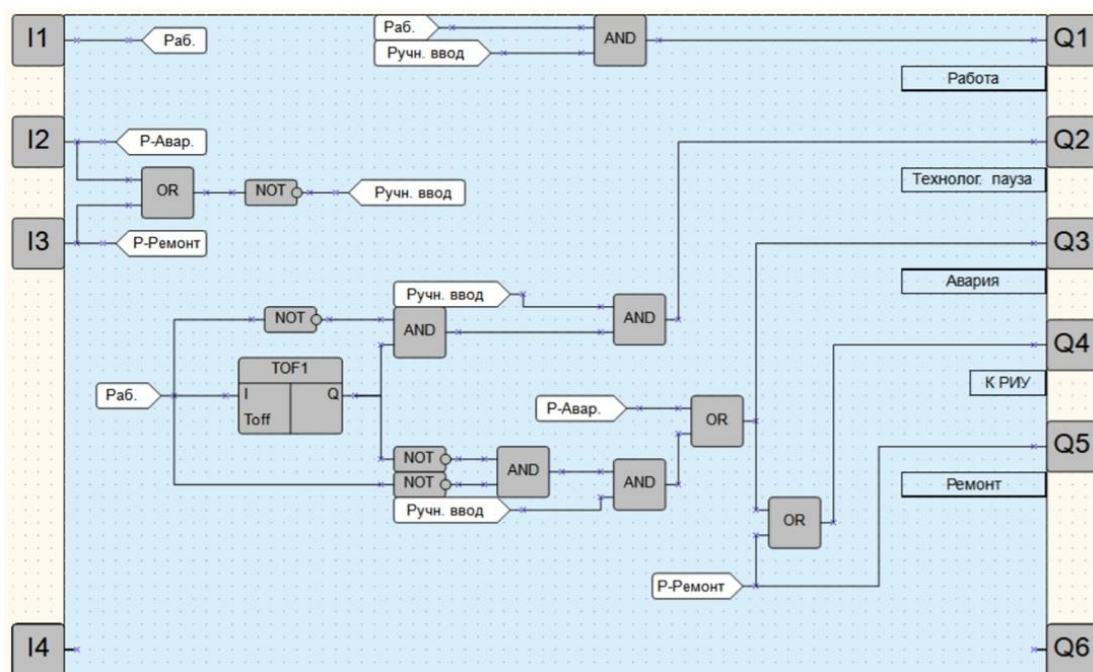 I1
Раб.
Раб.
Ручн. ввод
AND
Q1
Работа
I2
Р-Авар.
Q2
OR
NOT
Ручн. ввод
Технолог. пауза
I3
Р-Ремонт
Q3
Авария
Ручн. ввод
NOT
AND
AND
Q4
TOF1
I
Q
Toff
Раб.
К РИУ
Р-Авар.
OR
Q5
NOT
AND
NOT
AND
Ремонт
Ручн. ввод
OR
Р-Ремонт
I4
Q6